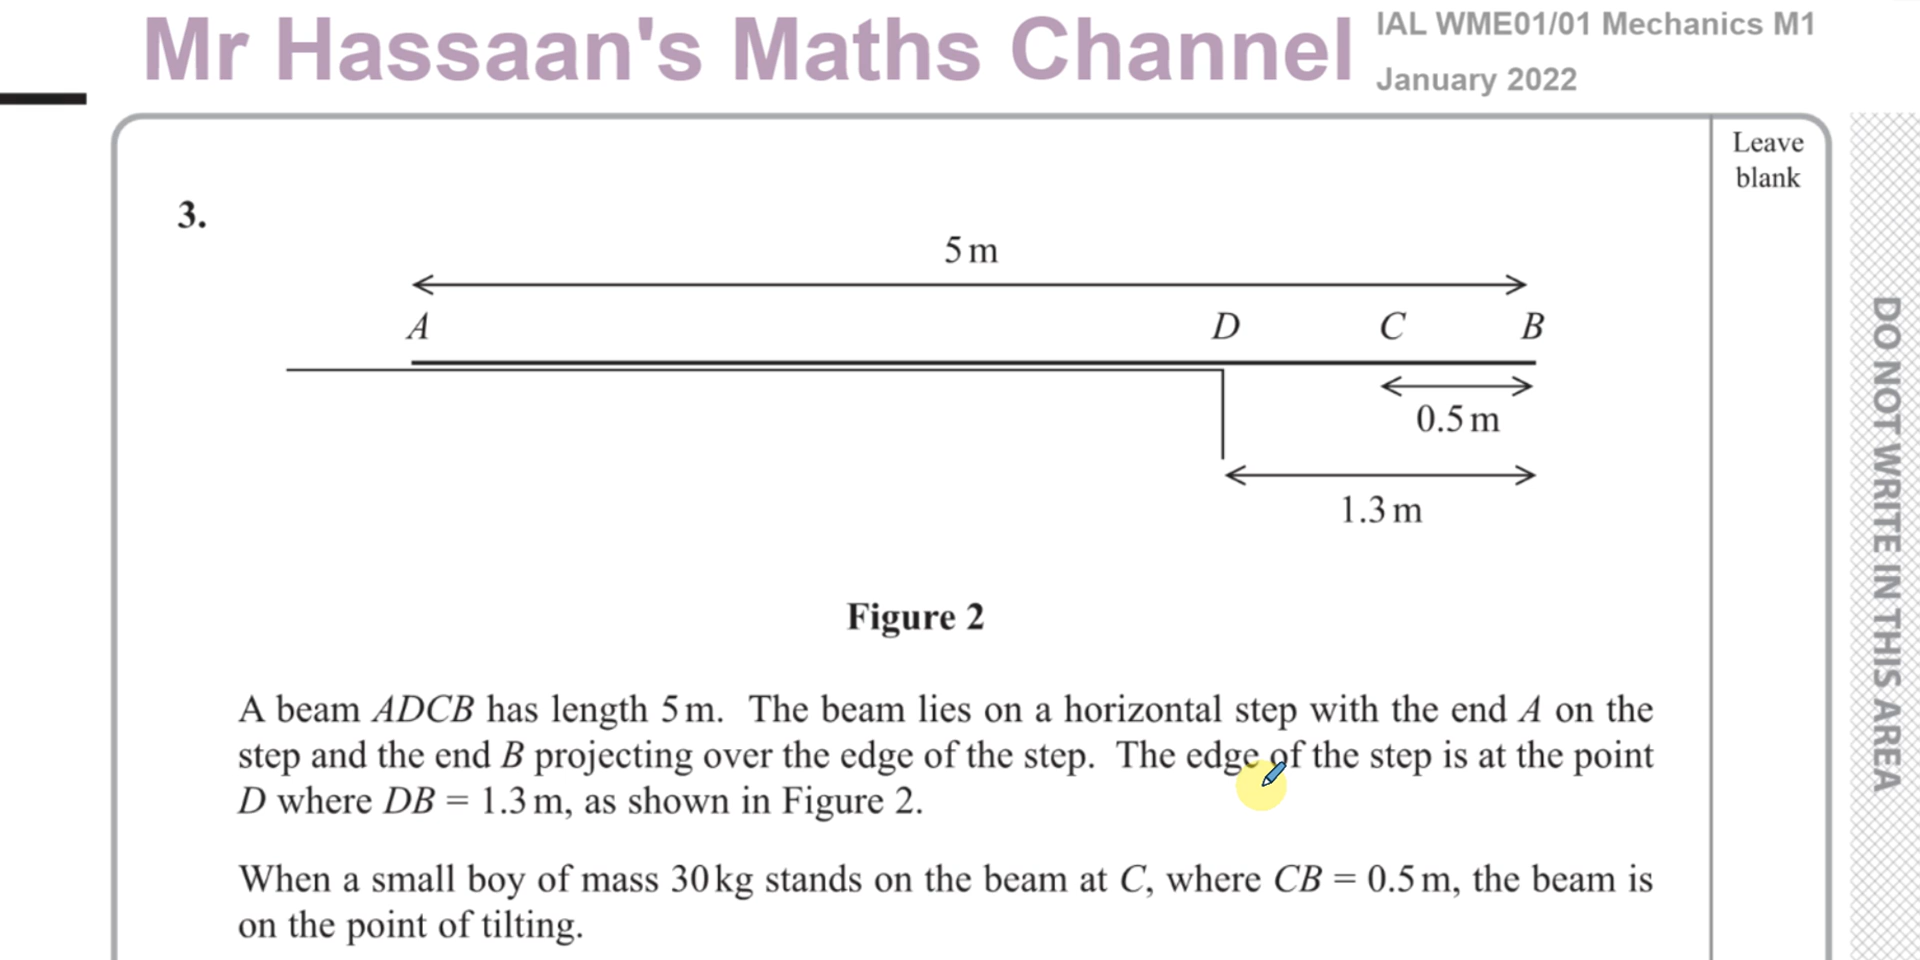 Mr Hassaan's Maths Channel
IAL WME01/01 Mechanics M1
January 2022
Leave
blank
3.
5 m
A D C B
0.5 m
1.3 m
Figure 2
A beam ADCB has length 5 m. The beam lies on a horizontal step with the end A on the
step and the end B projecting over the edge of the step. The edge of the step is at the point
D where DB = 1.3 m, as shown in Figure 2.
When a small boy of mass 30 kg stands on the beam at C, where CB = 0.5 m, the beam is
on the point of tilting.
DO NOT WRITE IN THIS AREA